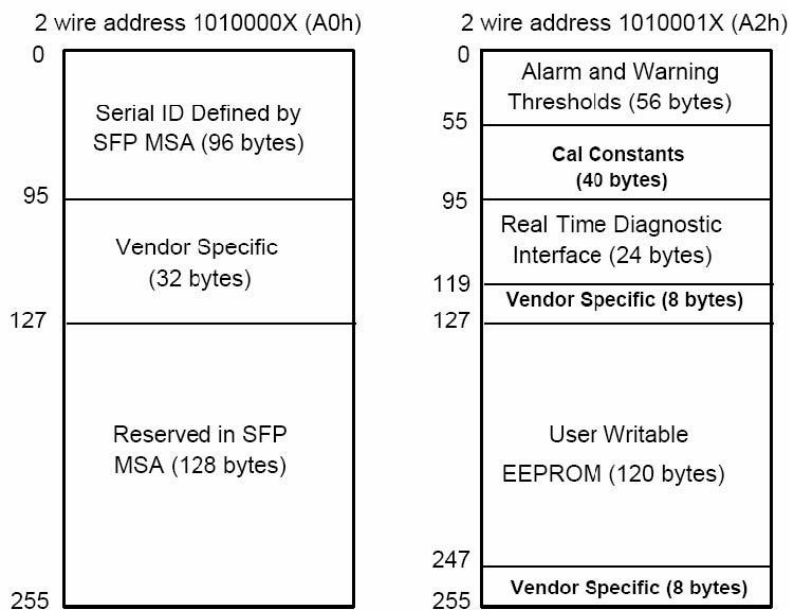 2 wire address 1010000X (A0h)
0
Serial ID Defined by
SFP MSA (96 bytes)
95
Vendor Specific
(32 bytes)
127
Reserved in SFP
MSA (128 bytes)
255
2 wire address 1010001X (A2h)
0
Alarm and Warning
Thresholds (56 bytes)
55
Cal Constants
(40 bytes)
95
Real Time Diagnostic
Interface (24 bytes)
119
Vendor Specific (8 bytes)
127
User Writable
EEPROM (120 bytes)
247
Vendor Specific (8 bytes)
255